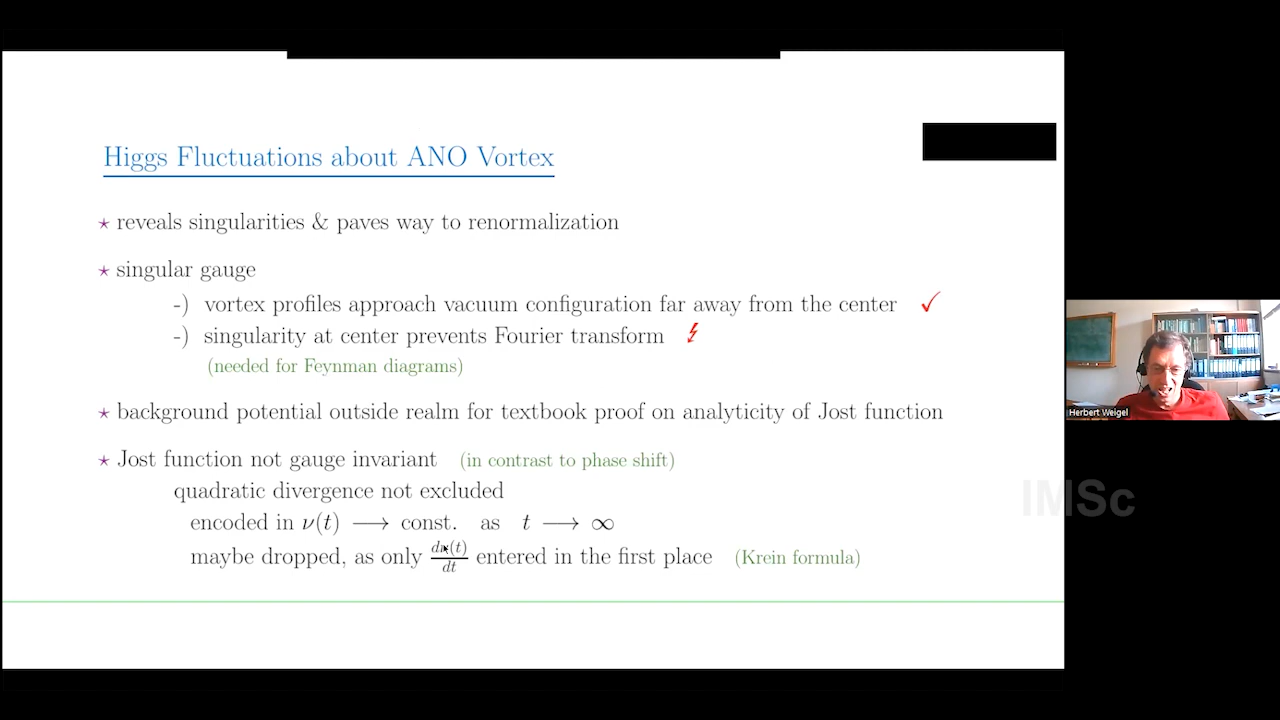 Higgs Fluctuations about ANO Vortex
⋆ reveals singularities & paves way to renormalization
⋆ singular gauge
-) vortex profiles approach vacuum configuration far away from the center ✓
-) singularity at center prevents Fourier transform
(needed for Feynman diagrams)
⋆ background potential outside realm for textbook proof on analyticity of Jost function
⋆ Jost function not gauge invariant (in contrast to phase shift)
quadratic divergence not excluded
encoded in ν(t) ⟶ const. as t ⟶ ∞
maybe dropped, as only dν(t)/dt entered in the first place (Krein formula)
Herbert Weigel
IMSc